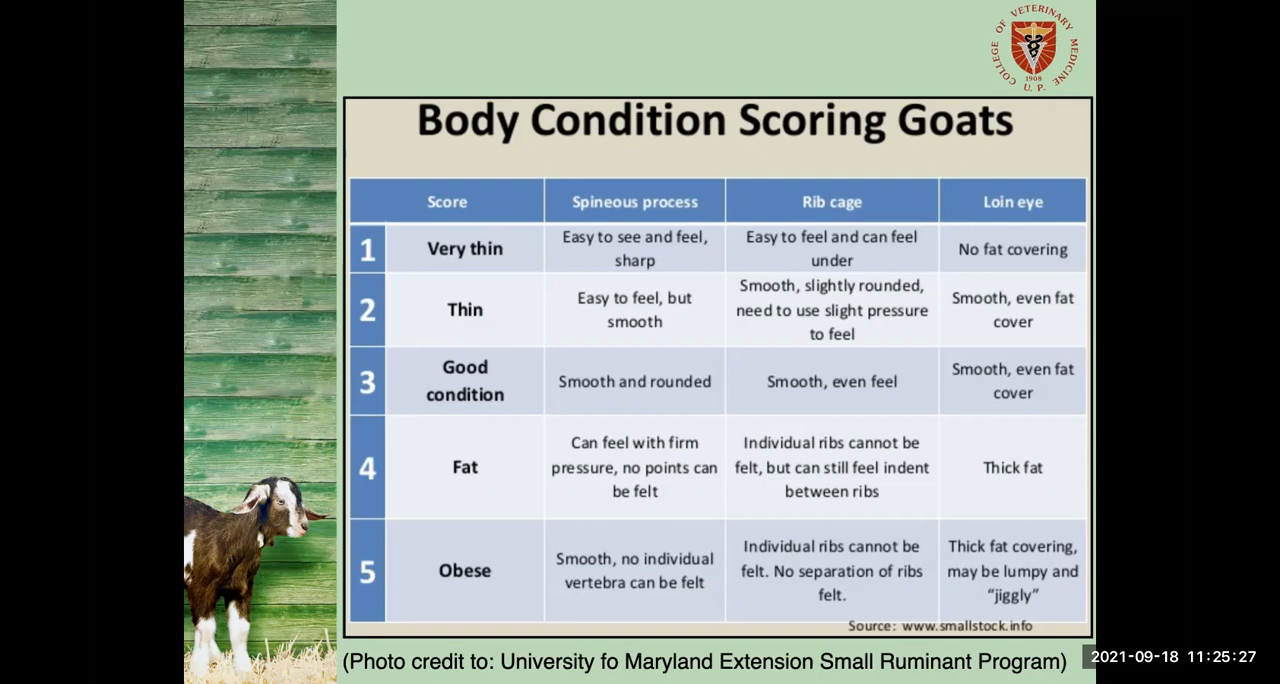 COLLEGE OF VETERINARY MEDICINE
1908
U. P.
Body Condition Scoring Goats
Score Spineous process Rib cage Loin eye
1 Very thin
Easy to see and feel,
sharp
Easy to feel and can feel
under
No fat covering
2 Thin
Easy to feel, but
smooth
Smooth, slightly rounded,
need to use slight pressure
to feel
Smooth, even fat
cover
3 Good
condition
Smooth and rounded
Smooth, even feel
Smooth, even fat
cover
4 Fat
Can feel with firm
pressure, no points can
be felt
Individual ribs cannot be
felt, but can still feel indent
between ribs
Thick fat
5 Obese
Smooth, no individual
vertebra can be felt
Individual ribs cannot be
felt. No separation of ribs
felt.
Thick fat covering,
may be lumpy and
“jiggly”
Source: www.smallstock.info
(Photo credit to: University fo Maryland Extension Small Ruminant Program)
2021-09-18 11:25:27